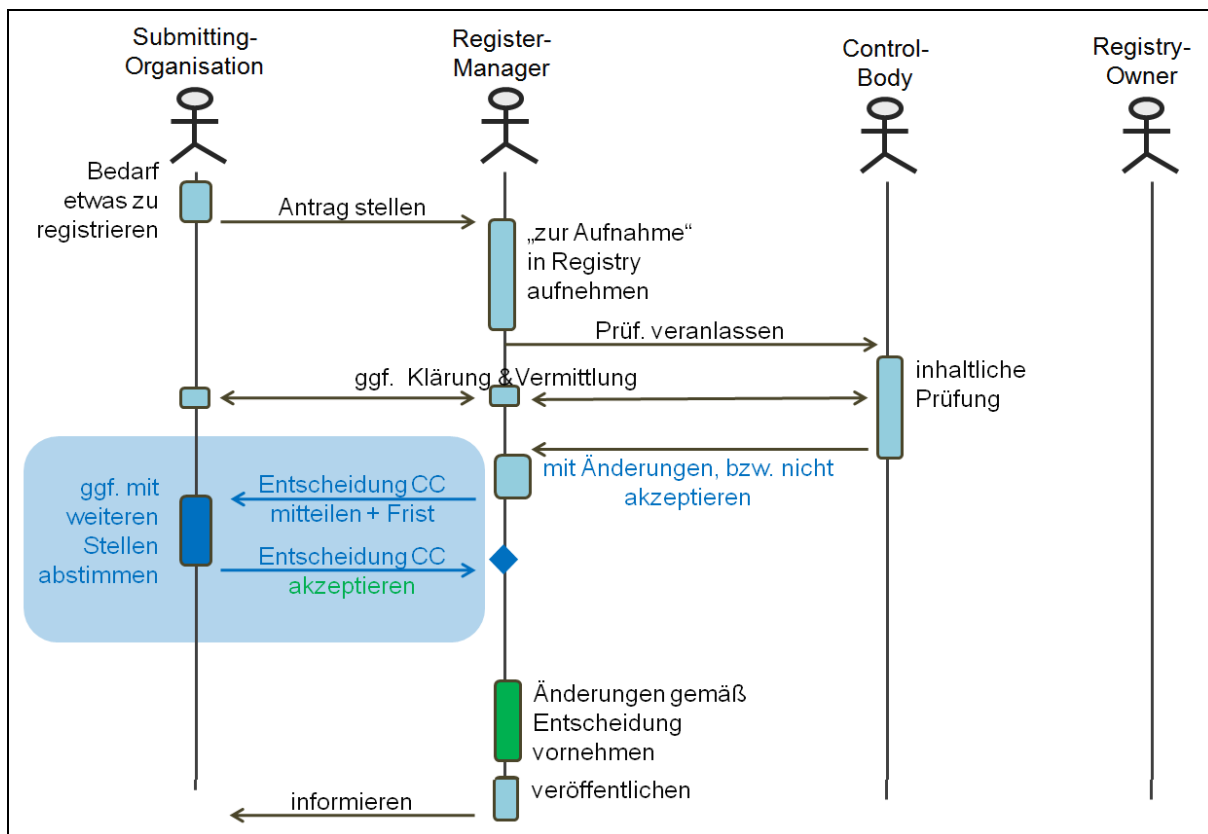 Submitting-
Organisation
Register-
Manager
Control-
Body
Registry-
Owner
Bedarf
etwas zu
registrieren
Antrag stellen
„zur Aufnahme“
in Registry
aufnehmen
Prüf. veranlassen
ggf. Klärung &Vermittlung
inhaltliche
Prüfung
mit Änderungen, bzw. nicht
akzeptieren
ggf. mit
weiteren
Stellen
abstimmen
Entscheidung CC
mitteilen + Frist
Entscheidung CC
akzeptieren
Änderungen gemäß
Entscheidung
vornehmen
veröffentlichen
informieren